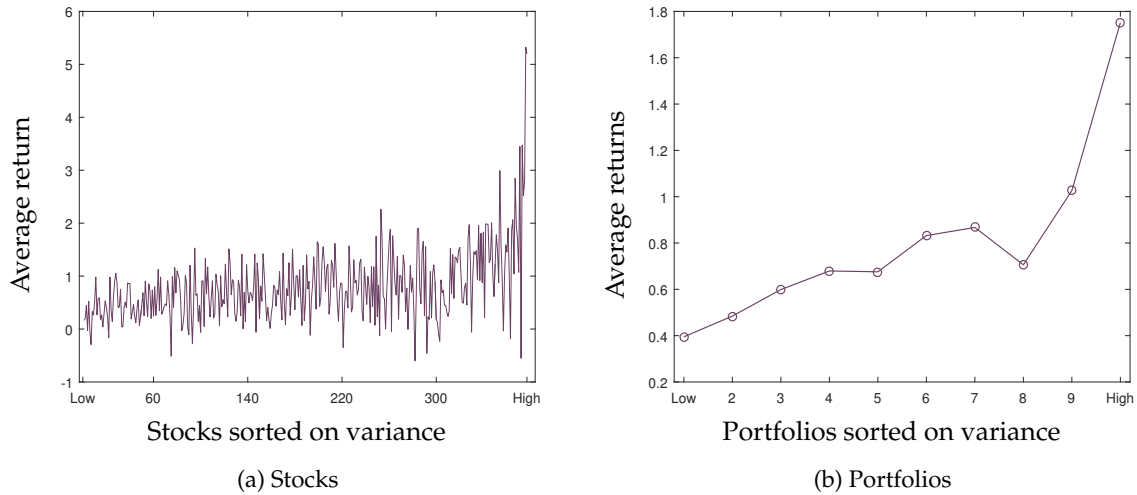 6
5
4
3
2
1
0
-1
Average return
Low 60 140 220 300 High
Stocks sorted on variance
(a) Stocks
1.8
1.6
1.4
1.2
1
0.8
0.6
0.4
0.2
Average returns
Low 2 3 4 5 6 7 8 9 High
Portfolios sorted on variance
(b) Portfolios